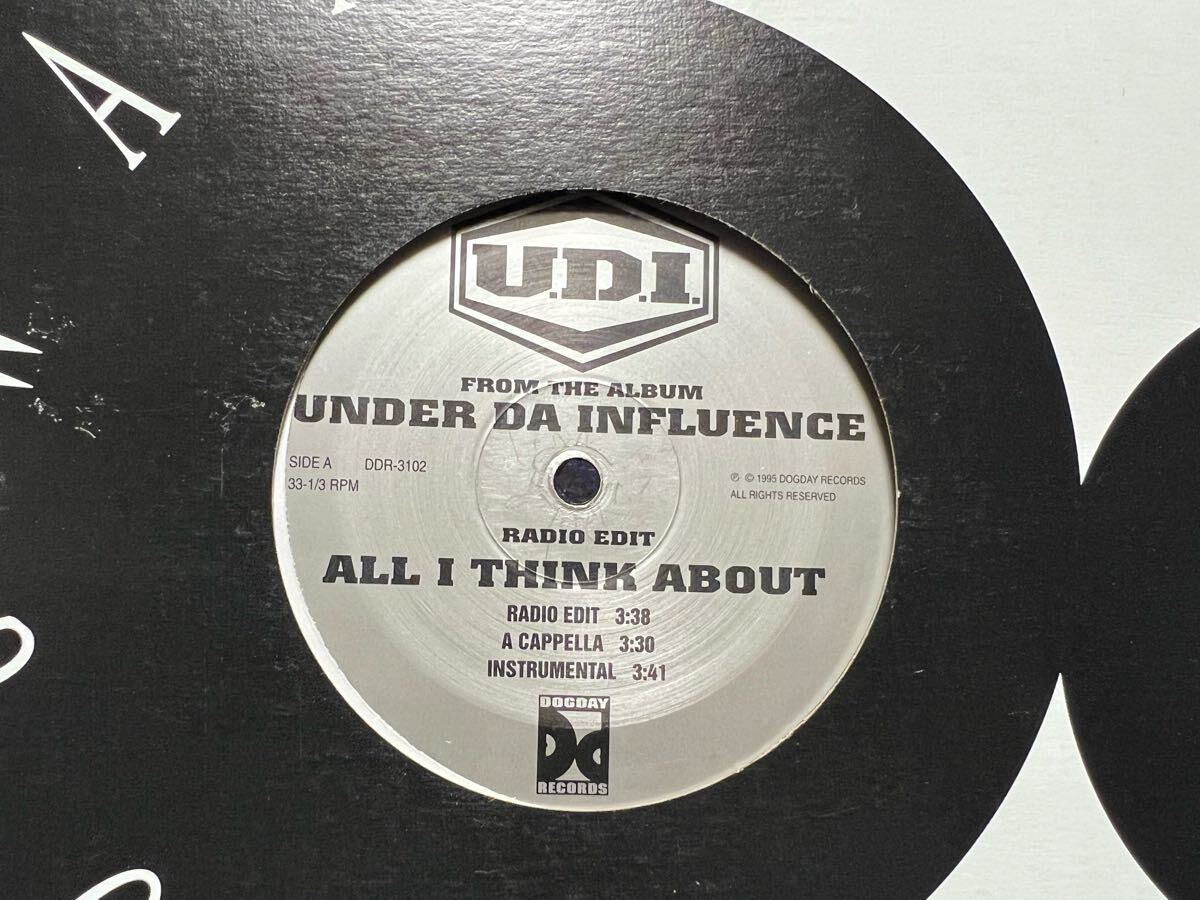 U.D.I.
FROM THE ALBUM
UNDER DA INFLUENCE
SIDE A DDR-3102
33-1/3 RPM
℗ © 1995 DOGDAY RECORDS
ALL RIGHTS RESERVED
RADIO EDIT
ALL I THINK ABOUT
RADIO EDIT 3:38
A CAPPELLA 3:30
INSTRUMENTAL 3:41
DOGDAY
RECORDS